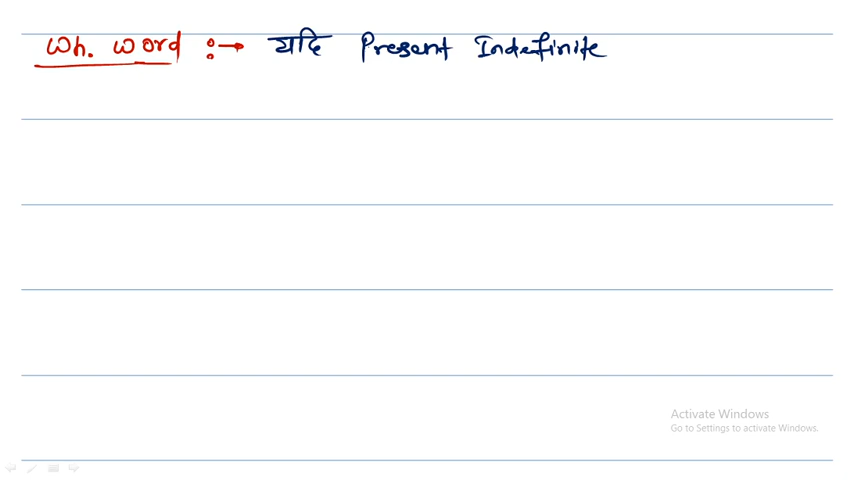 Wh. word :→ यदि Present Indefinite
Activate Windows
Go to Settings to activate Windows.